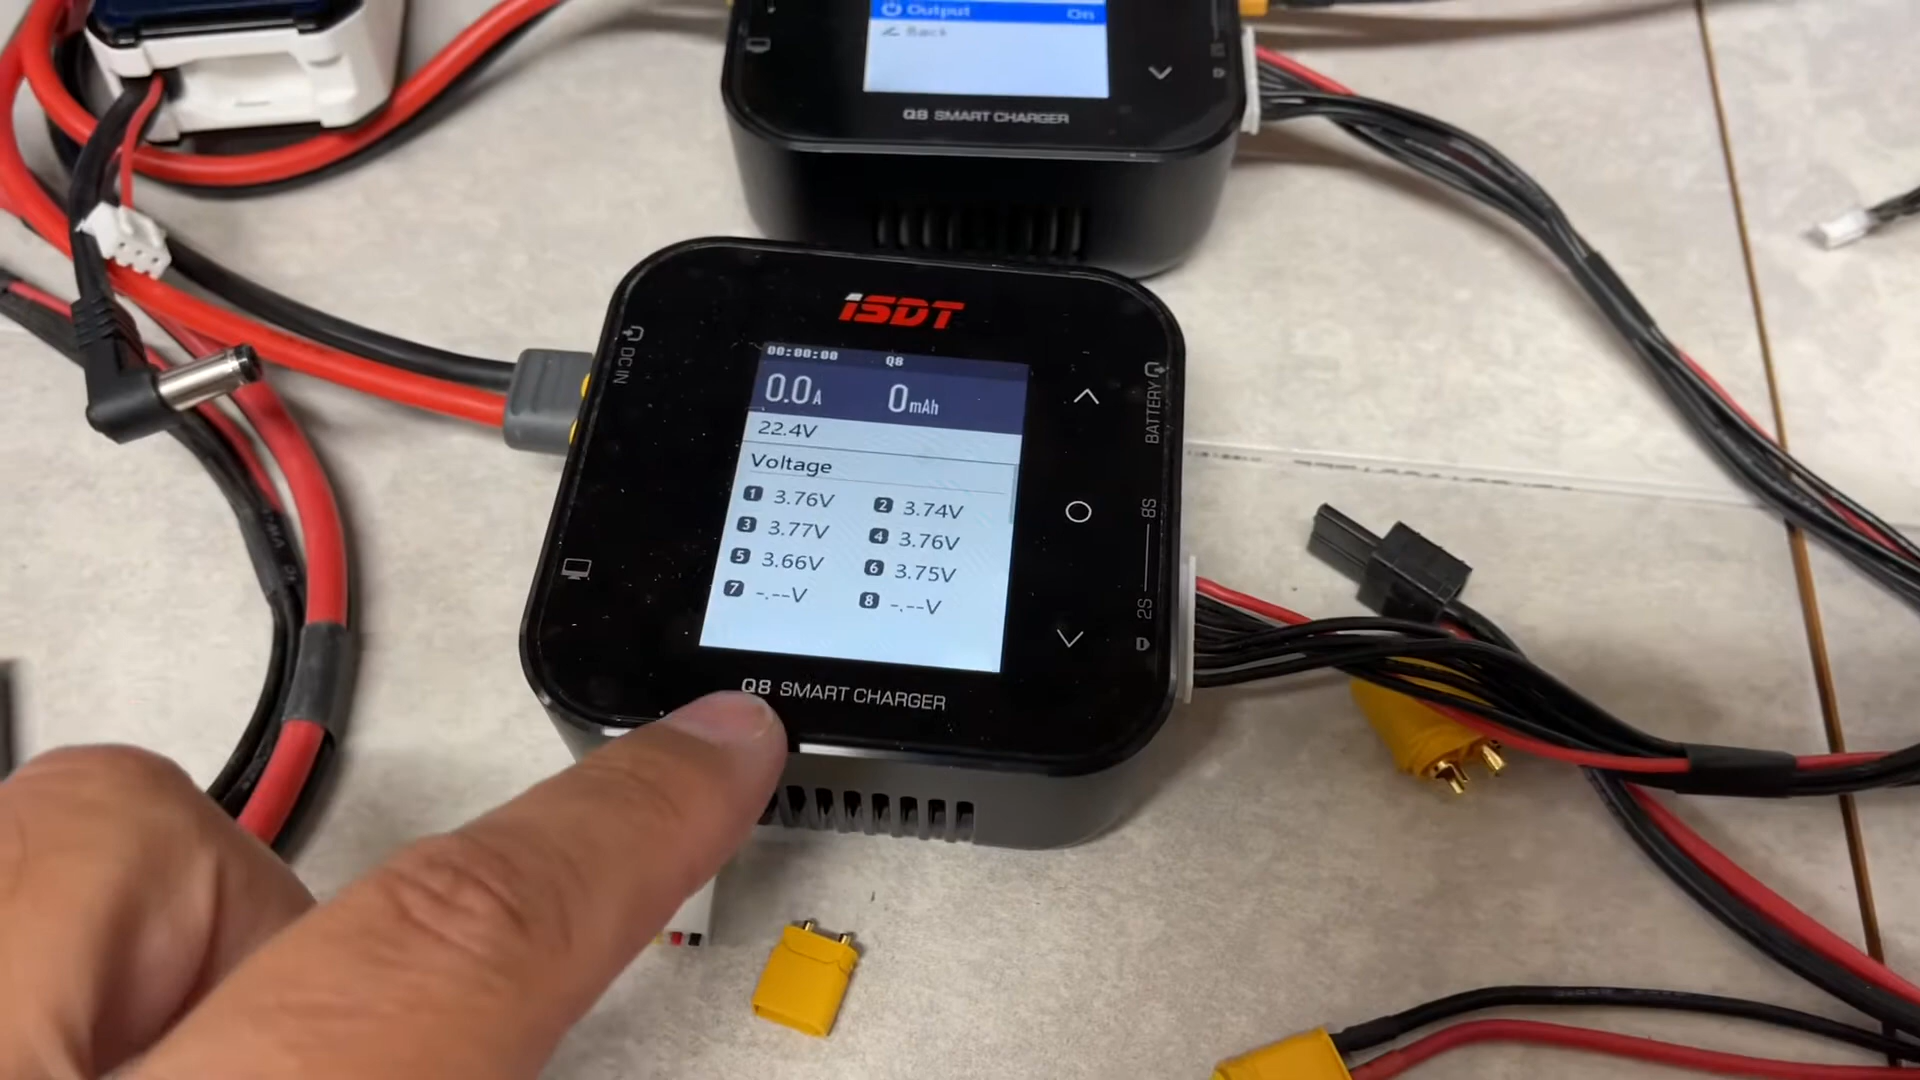 Output On
Back
Q8 SMART CHARGER
iSDT
DC IN
BATTERY
2S 8S
00:00:00 Q8
0.0A 0mAh
22.4V
Voltage
1 3.76V 2 3.74V
3 3.77V 4 3.76V
5 3.66V 6 3.75V
7 -.--V 8 -.--V
Q8 SMART CHARGER